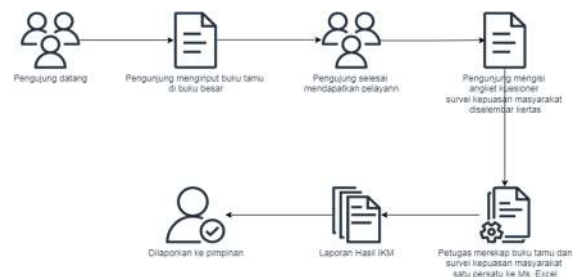 Pengujung datang
Pengunjung menginput buku tamu
di buku besar
Pengujung selesai
mendapatkan pelayann
Pengunjung mengisi
angket kuesioner
survei kepuasan masyarakat
diselembar kertas
Dilaporkan ke pimpinan
Laporan Hasil IKM
Petugas merekap buku tamu dan
survei kepuasan masyarakat
satu persatu ke Ms. Excel